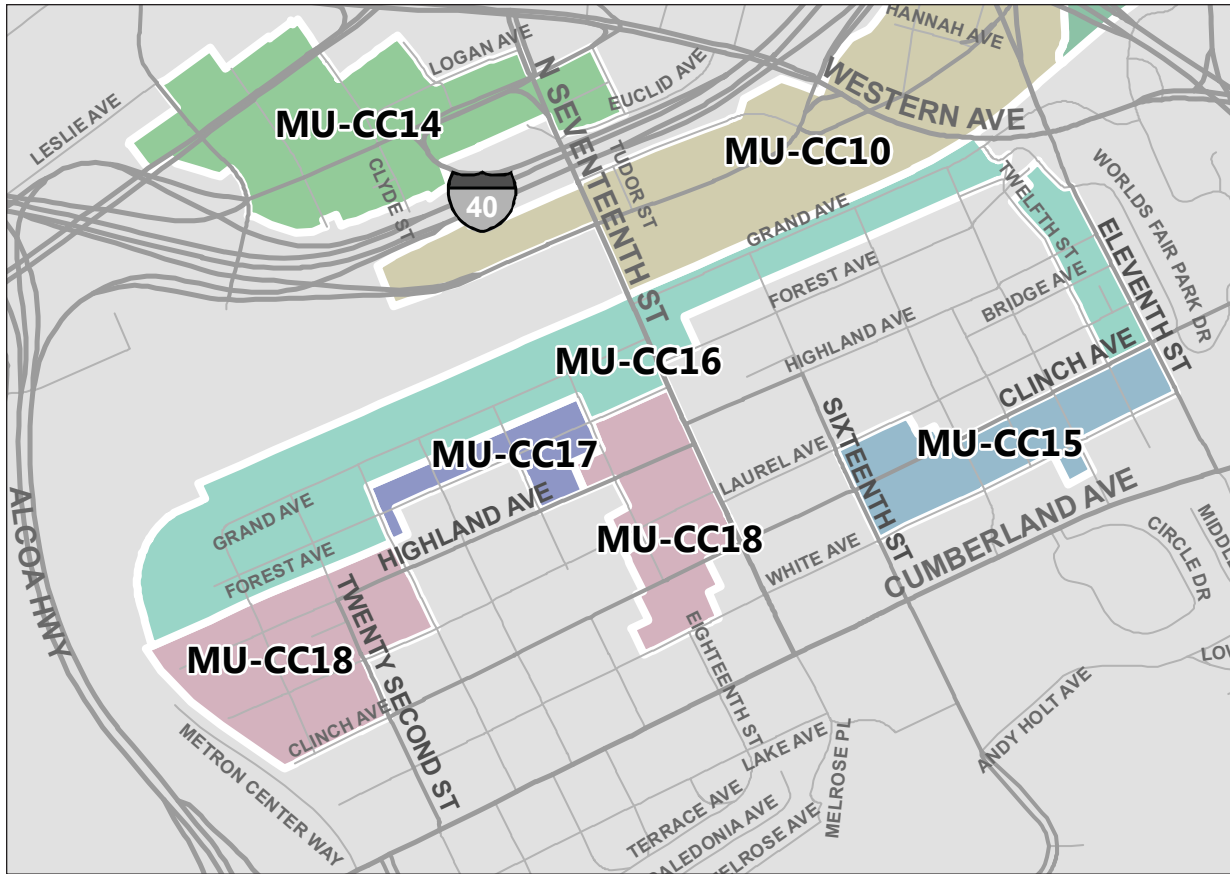 HANNAH AVE
LOGAN AVE
N SEVENTEENTH ST
EUCLID AVE
WESTERN AVE
LESLIE AVE
MU-CC14
MU-CC10
CLYDE ST
TUDOR ST
40
TWELFTH ST
WORLDS FAIR PARK DR
GRAND AVE
ELEVENTH ST
FOREST AVE
BRIDGE AVE
HIGHLAND AVE
MU-CC16
CLINCH AVE
SIXTEENTH ST
MU-CC17
MU-CC15
LAUREL AVE
ALCOA HWY
GRAND AVE
HIGHLAND AVE
MU-CC18
WHITE AVE
CUMBERLAND AVE
CIRCLE DR
MIDDLE
FOREST AVE
TWENTY SECOND ST
MU-CC18
EIGHTEENTH ST
LOU
CLINCH AVE
METRON CENTER WAY
ANDY HOLT AVE
LAKE AVE
MELROSE PL
TERRACE AVE
CALEDONIA AVE
MELROSE AVE